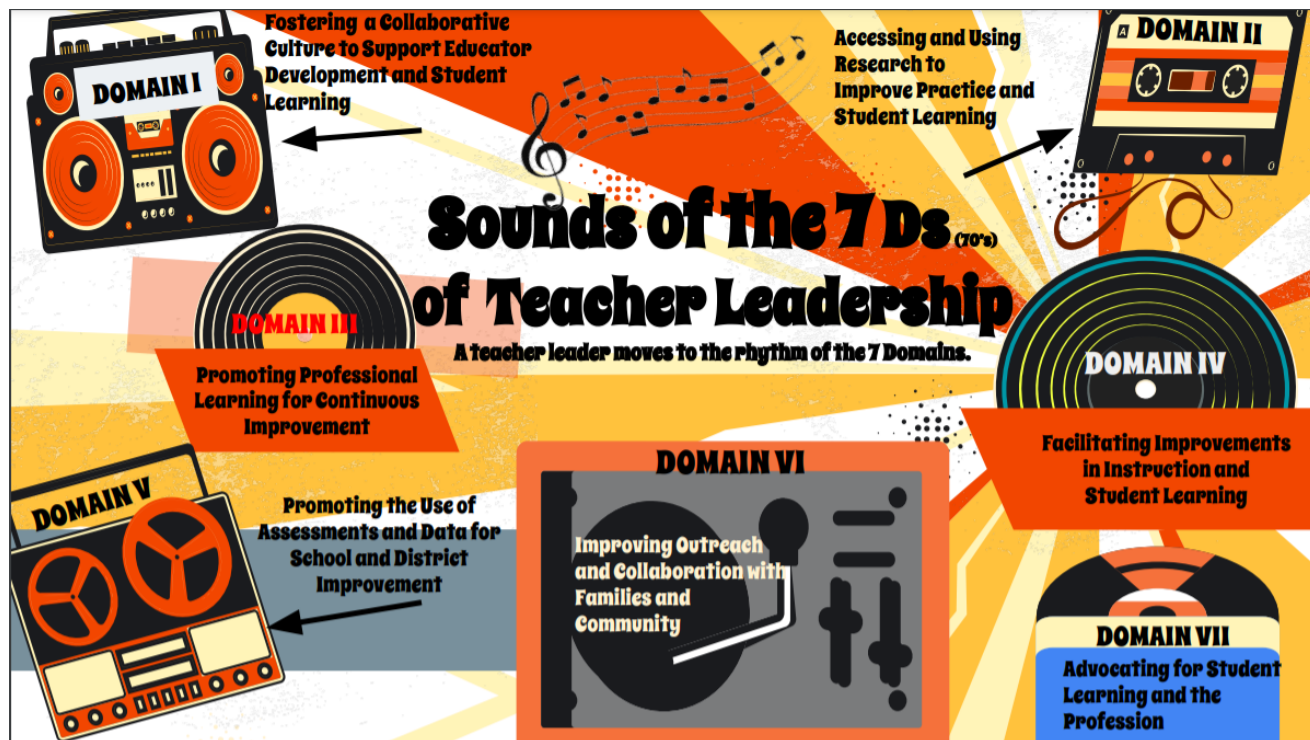 DOMAIN I
Fostering a Collaborative
Culture to Support Educator
Development and Student
Learning
Accessing and Using
Research to
Improve Practice and
Student Learning
A DOMAIN II
Sounds of the 7 Ds (70's)
of Teacher Leadership
A teacher leader moves to the rhythm of the 7 Domains.
DOMAIN III
Promoting Professional
Learning for Continuous
Improvement
DOMAIN IV
Facilitating Improvements
in Instruction and
Student Learning
DOMAIN V
Promoting the Use of
Assessments and Data for
School and District
Improvement
DOMAIN VI
Improving Outreach
and Collaboration with
Families and
Community
DOMAIN VII
Advocating for Student
Learning and the
Profession